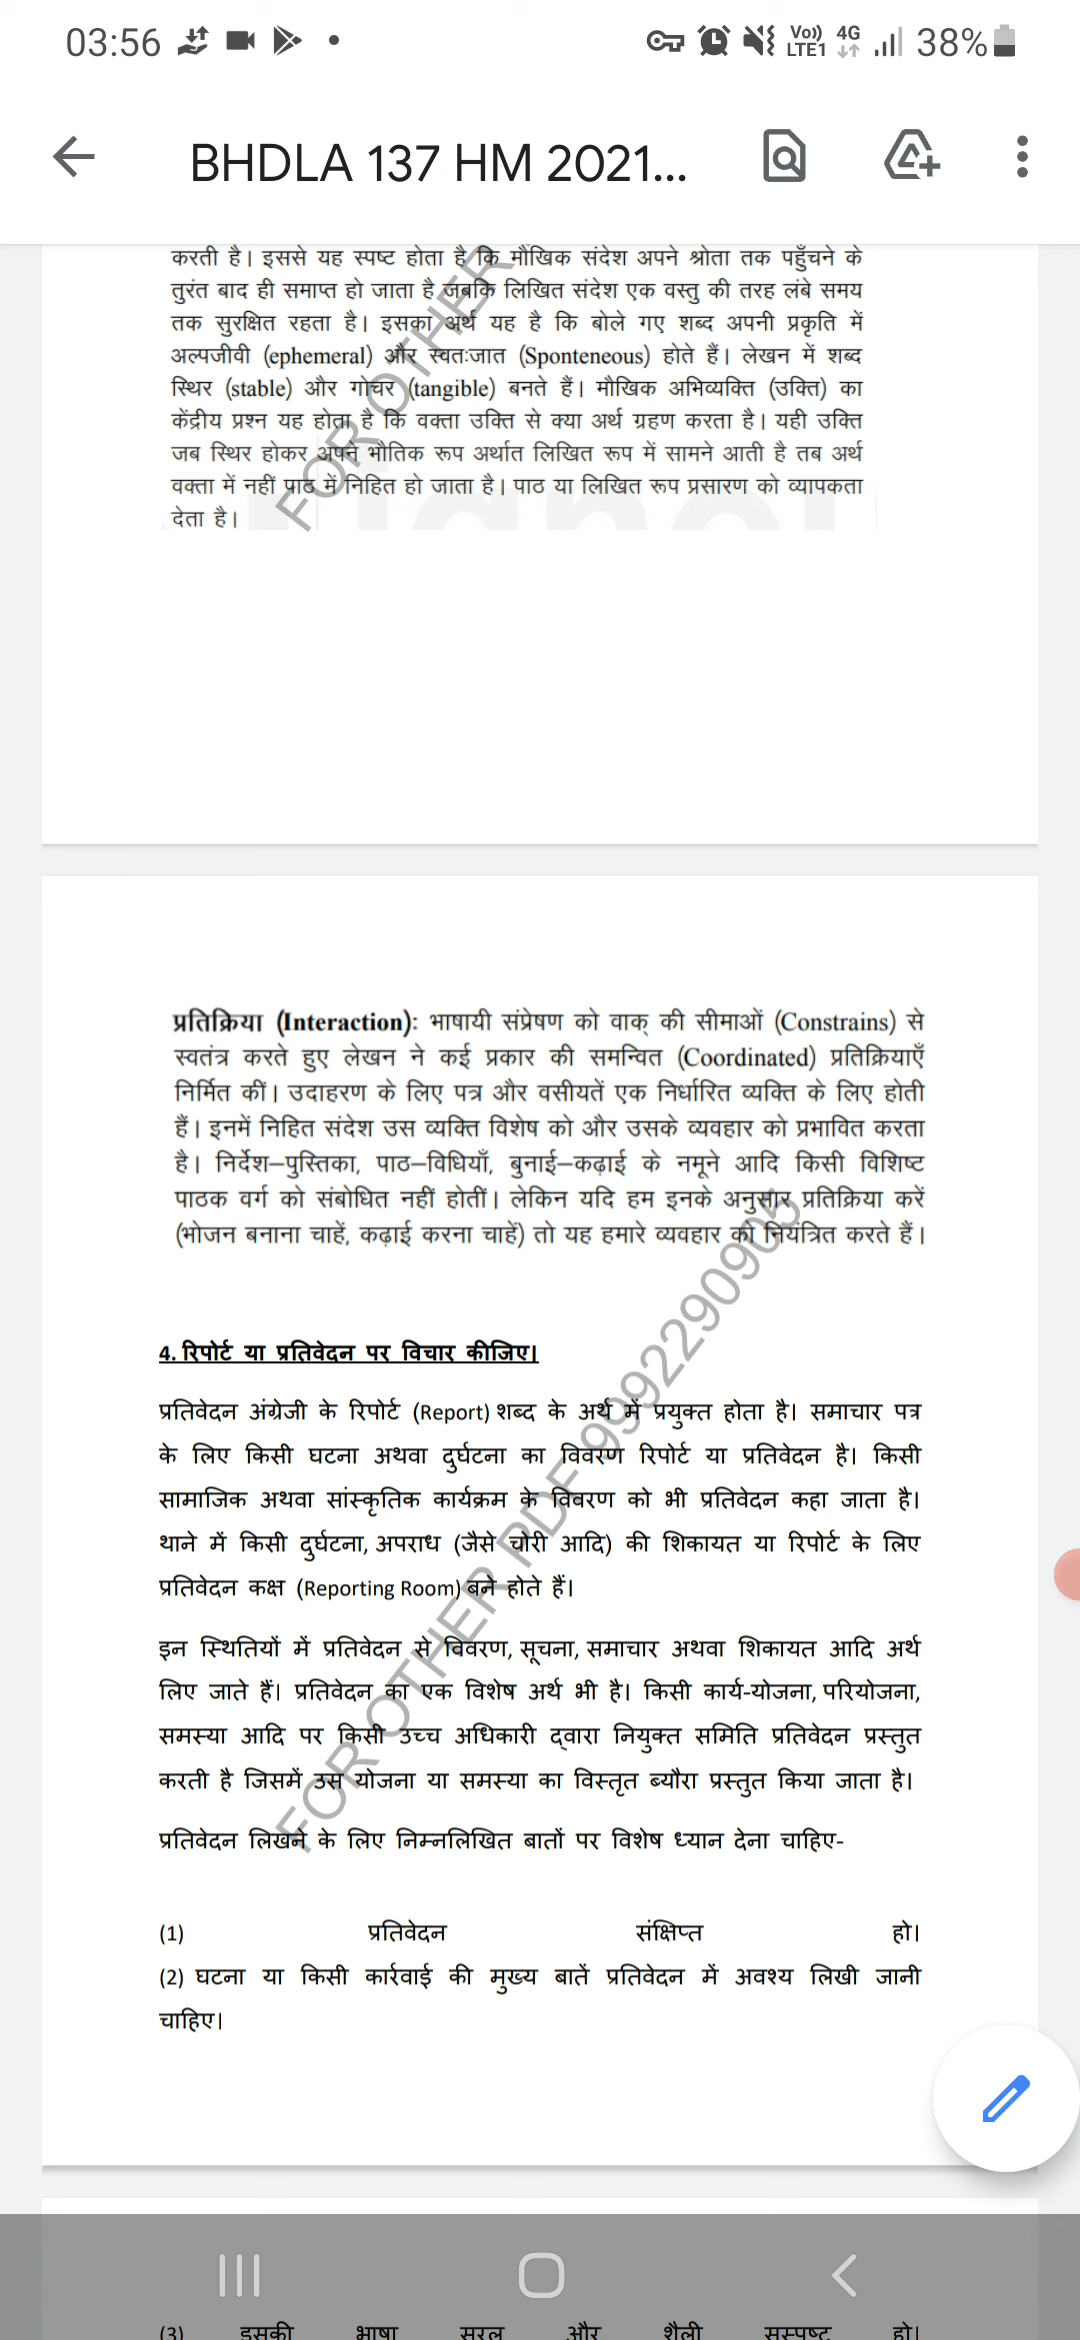 03:56
Vo)) LTE1 4G 38%
BHDLA 137 HM 2021...
करती है। इससे यह स्पष्ट होता है कि मौखिक संदेश अपने श्रोता तक पहुँचने के
तुरंत बाद ही समाप्त हो जाता है जबकि लिखित संदेश एक वस्तु की तरह लंबे समय
तक सुरक्षित रहता है। इसका अर्थ यह है कि बोले गए शब्द अपनी प्रकृति में
अल्पजीवी (ephemeral) और स्वतःजात (Sponteneous) होते हैं। लेखन में शब्द
स्थिर (stable) और गोचर (tangible) बनते हैं। मौखिक अभिव्यक्ति (उक्ति) का
केंद्रीय प्रश्न यह होता है कि वक्ता उक्ति से क्या अर्थ ग्रहण करता है। यही उक्ति
जब स्थिर होकर अपने भौतिक रूप अर्थात लिखित रूप में सामने आती है तब अर्थ
वक्ता में नहीं पाठ में निहित हो जाता है। पाठ या लिखित रूप प्रसारण को व्यापकता
देता है।
FOR OTHER
प्रतिक्रिया (Interaction): भाषायी संप्रेषण को वाक् की सीमाओं (Constrains) से
स्वतंत्र करते हुए लेखन ने कई प्रकार की समन्वित (Coordinated) प्रतिक्रियाएँ
निर्मित कीं। उदाहरण के लिए पत्र और वसीयतें एक निर्धारित व्यक्ति के लिए होती
हैं। इनमें निहित संदेश उस व्यक्ति विशेष को और उसके व्यवहार को प्रभावित करता
है। निर्देश–पुस्तिका, पाठ–विधियाँ, बुनाई–कढ़ाई के नमूने आदि किसी विशिष्ट
पाठक वर्ग को संबोधित नहीं होतीं। लेकिन यदि हम इनके अनुसार प्रतिक्रिया करें
(भोजन बनाना चाहें, कढ़ाई करना चाहें) तो यह हमारे व्यवहार को नियंत्रित करते हैं।
4. रिपोर्ट या प्रतिवेदन पर विचार कीजिए।
प्रतिवेदन अंग्रेजी के रिपोर्ट (Report) शब्द के अर्थ में प्रयुक्त होता है। समाचार पत्र
के लिए किसी घटना अथवा दुर्घटना का विवरण रिपोर्ट या प्रतिवेदन है। किसी
सामाजिक अथवा सांस्कृतिक कार्यक्रम के विवरण को भी प्रतिवेदन कहा जाता है।
थाने में किसी दुर्घटना, अपराध (जैसे चोरी आदि) की शिकायत या रिपोर्ट के लिए
प्रतिवेदन कक्ष (Reporting Room) बने होते हैं।
इन स्थितियों में प्रतिवेदन से विवरण, सूचना, समाचार अथवा शिकायत आदि अर्थ
लिए जाते हैं। प्रतिवेदन का एक विशेष अर्थ भी है। किसी कार्य-योजना, परियोजना,
समस्या आदि पर किसी उच्च अधिकारी द्वारा नियुक्त समिति प्रतिवेदन प्रस्तुत
करती है जिसमें उस योजना या समस्या का विस्तृत ब्यौरा प्रस्तुत किया जाता है।
प्रतिवेदन लिखने के लिए निम्नलिखित बातों पर विशेष ध्यान देना चाहिए-
(1) प्रतिवेदन संक्षिप्त हो।
(2) घटना या किसी कार्रवाई की मुख्य बातें प्रतिवेदन में अवश्य लिखी जानी
चाहिए।
FOR OTHER PDF 9992290905
(3) इसकी भाषा सरल और शैली सुस्पष्ट हो।